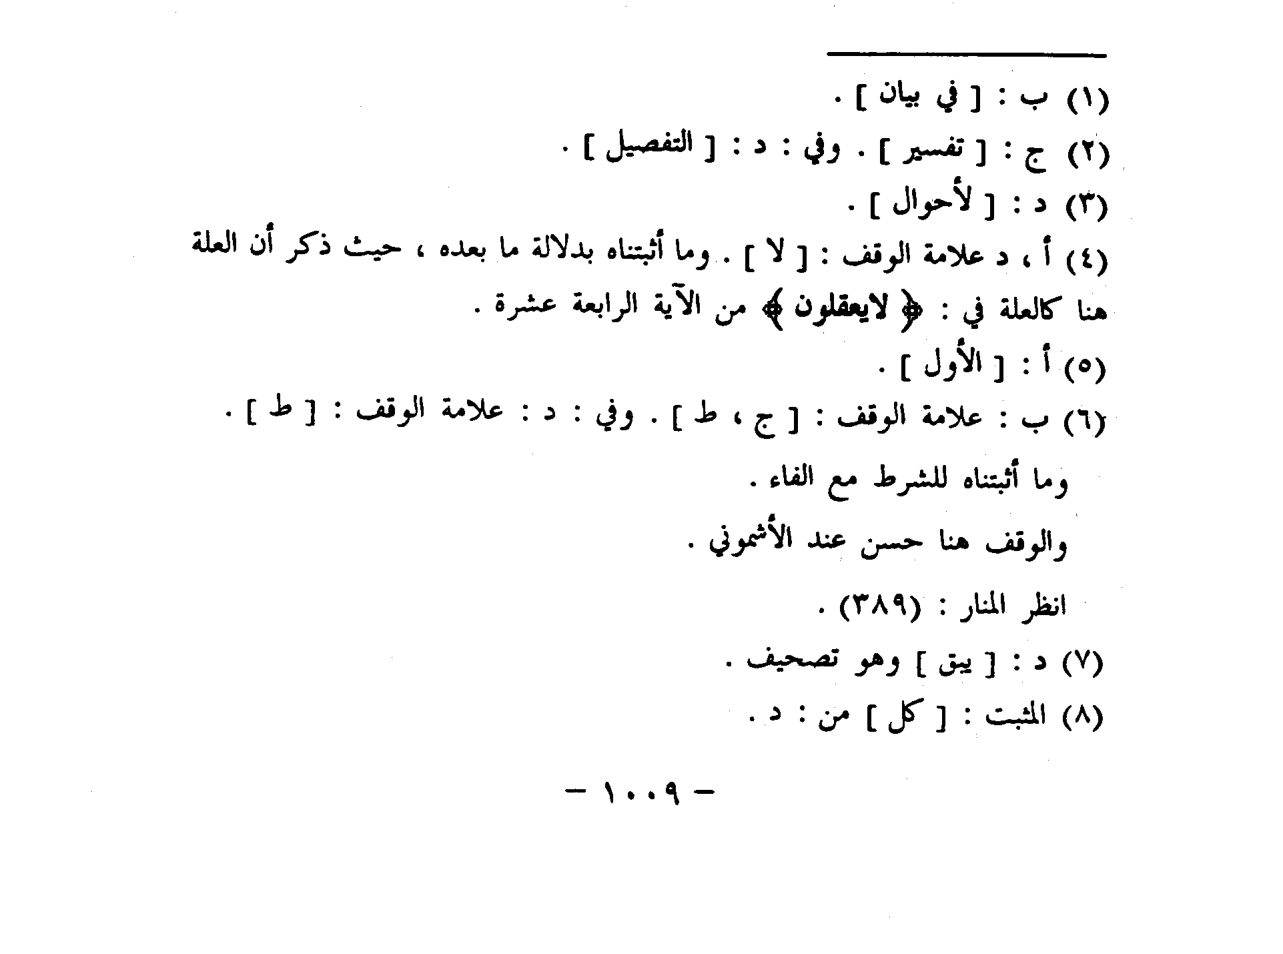 (١) ب : [ في بيان ] .
(٢) ج : [ تفسير ] . وفي : د : [ التفصيل ] .
(٣) د : [ لأحوال ] .
(٤) أ ، د علامة الوقف : [ لا ] . وما أثبتناه بدلالة ما بعده ، حيث ذكر أن العلة
هنا كالعلة في : ﴿ لايعقلون ﴾ من الآية الرابعة عشرة .
(٥) أ : [ الأول ] .
(٦) ب : علامة الوقف : [ ج ، ط ] . وفي : د : علامة الوقف : [ ط ] .
وما أثبتناه للشرط مع الفاء .
والوقف هنا حسن عند الأشموني .
انظر المنار : (٣٨٩) .
(٧) د : [ يبق ] وهو تصحيف .
(٨) المثبت : [ كل ] من : د .
– ١٠٠٩ –